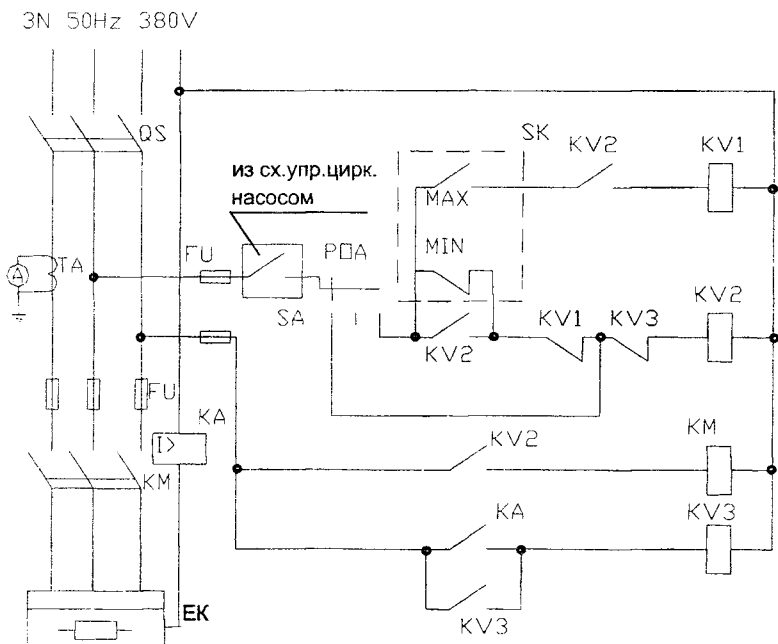 3N 50Hz 380V
QS
SK
KV2
KV1
из сх.упр.цирк.
насосом
MAX
MIN
TA
A
FU
POA
SA
KV2
KV1
KV3
KV2
FU
KA
I>
KV2
KM
KM
KA
KV3
KV3
EK